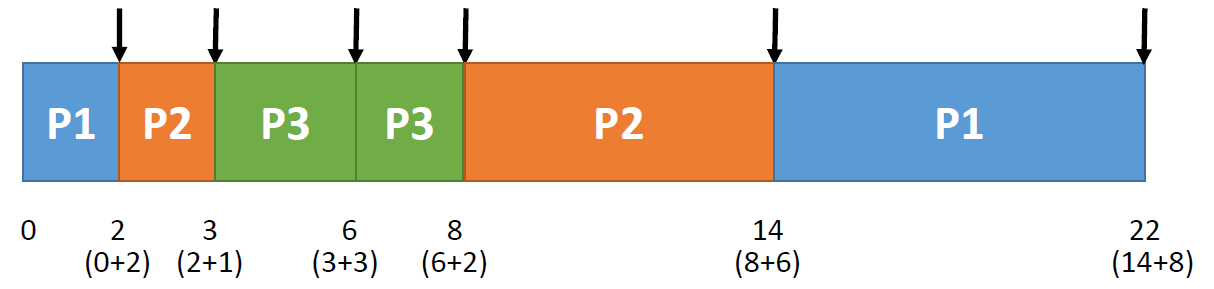 P1 P2 P3 P3 P2 P1
0 2 3 6 8 14 22
(0+2) (2+1) (3+3) (6+2) (8+6) (14+8)